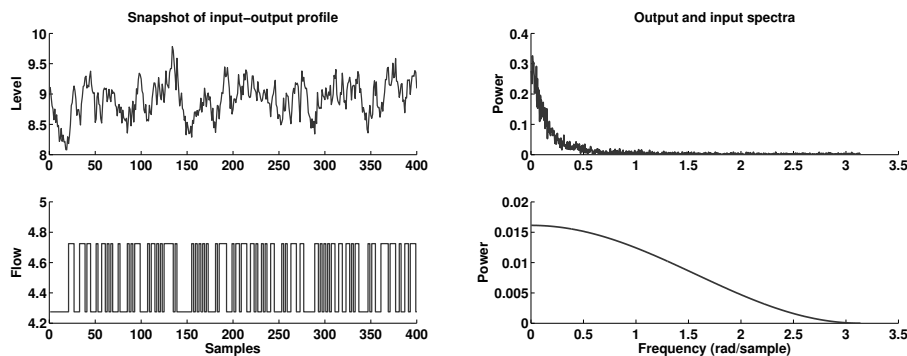 Snapshot of input−output profile
Level
10
9.5
9
8.5
8
0 50 100 150 200 250 300 350 400
Flow
5
4.8
4.6
4.4
4.2
0 50 100 150 200 250 300 350 400
Samples
Output and input spectra
Power
0.4
0.3
0.2
0.1
0
0 0.5 1 1.5 2 2.5 3 3.5
Power
0.02
0.015
0.01
0.005
0
0 0.5 1 1.5 2 2.5 3 3.5
Frequency (rad/sample)